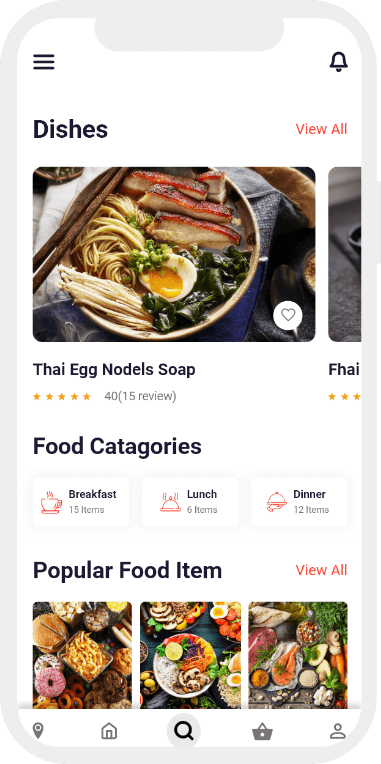 Dishes
View All
Thai Egg Nodels Soap
Fhai
40(15 review)
Food Catagories
Breakfast
15 Items
Lunch
6 Items
Dinner
12 Items
Popular Food Item
View All